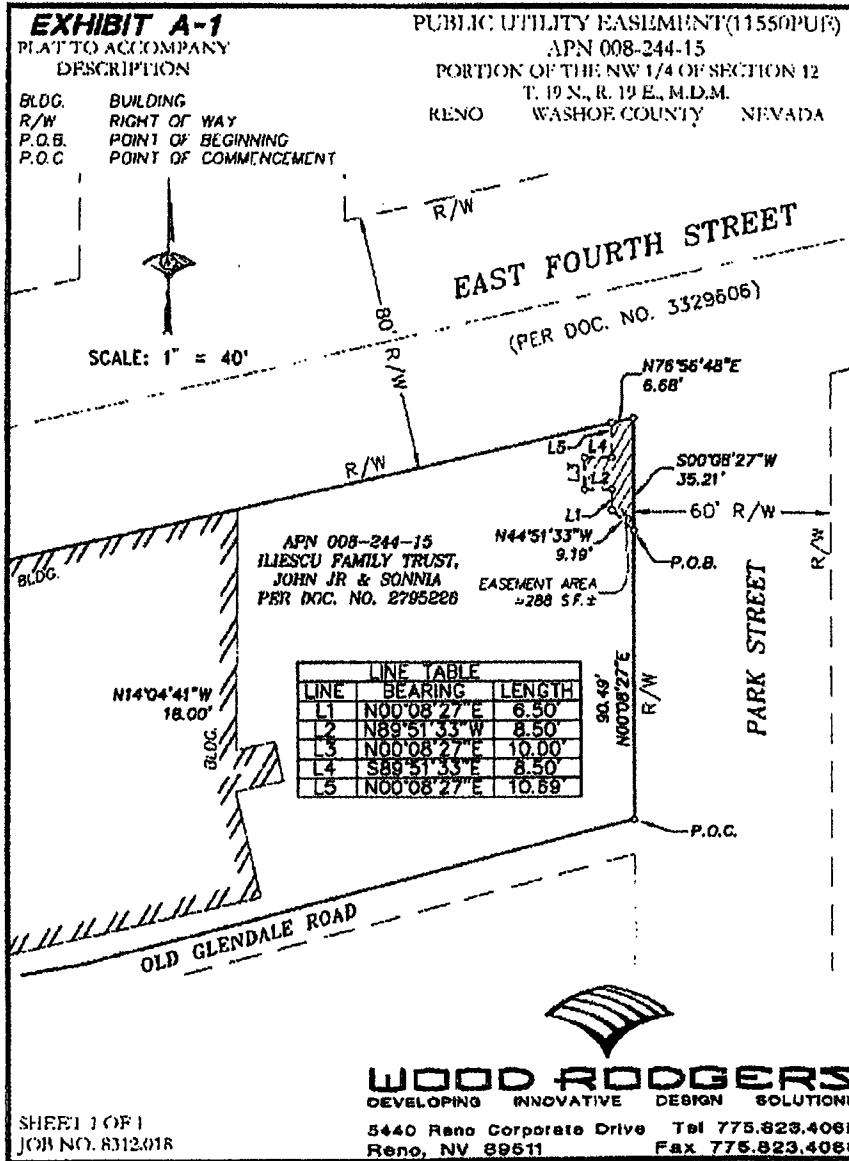 EXHIBIT A-1
PLAT TO ACCOMPANY
DESCRIPTION
PUBLIC UTILITY EASEMENT(11550PUE)
APN 008-244-15
PORTION OF THE NW 1/4 OF SECTION 12
T. 19 N., R. 19 E., M.D.M.
RENO WASHOE COUNTY NEVADA
BLDG. BUILDING
R/W RIGHT OF WAY
P.O.B. POINT OF BEGINNING
P.O.C POINT OF COMMENCEMENT
R/W
EAST FOURTH STREET
(PER DOC. NO. 3329606)
80' R/W
SCALE: 1" = 40'
N76°56'48"E
6.68'
L5
L4
L3
L2
L1
S00°08'27"W
35.21'
R/W
60' R/W
R/W
N44°51'33"W
9.19'
P.O.B.
EASEMENT AREA
=288 S.F.±
APN 008-244-15
ILIESCU FAMILY TRUST,
JOHN JR & SONNIA
PER DOC. NO. 2795226
BLDG.
N14°04'41"W
18.00'
BLDG.
LINE TABLE
LINE BEARING LENGTH
L1 N00°08'27"E 6.50'
L2 N89°51'33"W 8.50'
L3 N00°08'27"E 10.00'
L4 S89°51'33"E 8.50'
L5 N00°08'27"E 10.69'
90.49'
N00°08'27"E
R/W
PARK STREET
P.O.C.
OLD GLENDALE ROAD
WOOD RODGERS
DEVELOPING INNOVATIVE DESIGN SOLUTIONS
5440 Reno Corporate Drive Tel 775.823.406
Reno, NV 89511 Fax 775.823.406
SHEET 1 OF 1
JOB NO. 8312.018